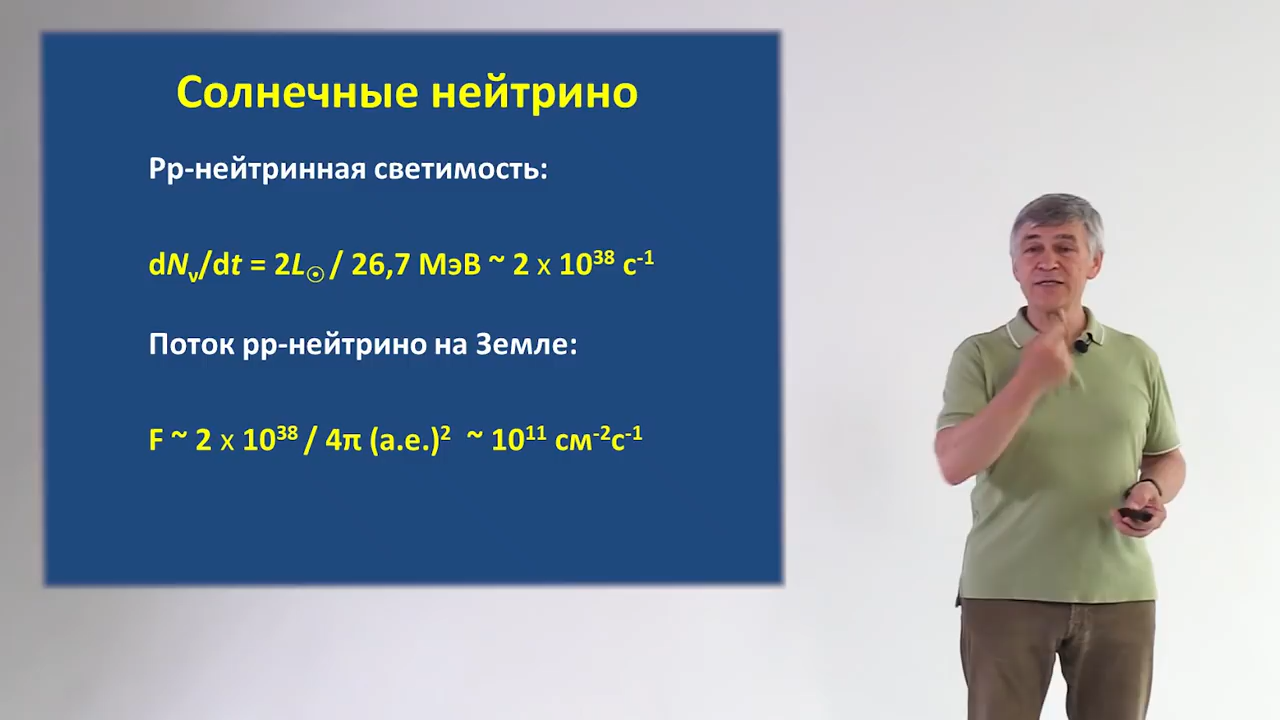 Солнечные нейтрино
Pp-нейтринная светимость:
dNᵥ/dt = 2L☉ / 26,7 МэВ ~ 2 x 10³⁸ с⁻¹
Поток pp-нейтрино на Земле:
F ~ 2 x 10³⁸ / 4π (а.е.)² ~ 10¹¹ см⁻²с⁻¹